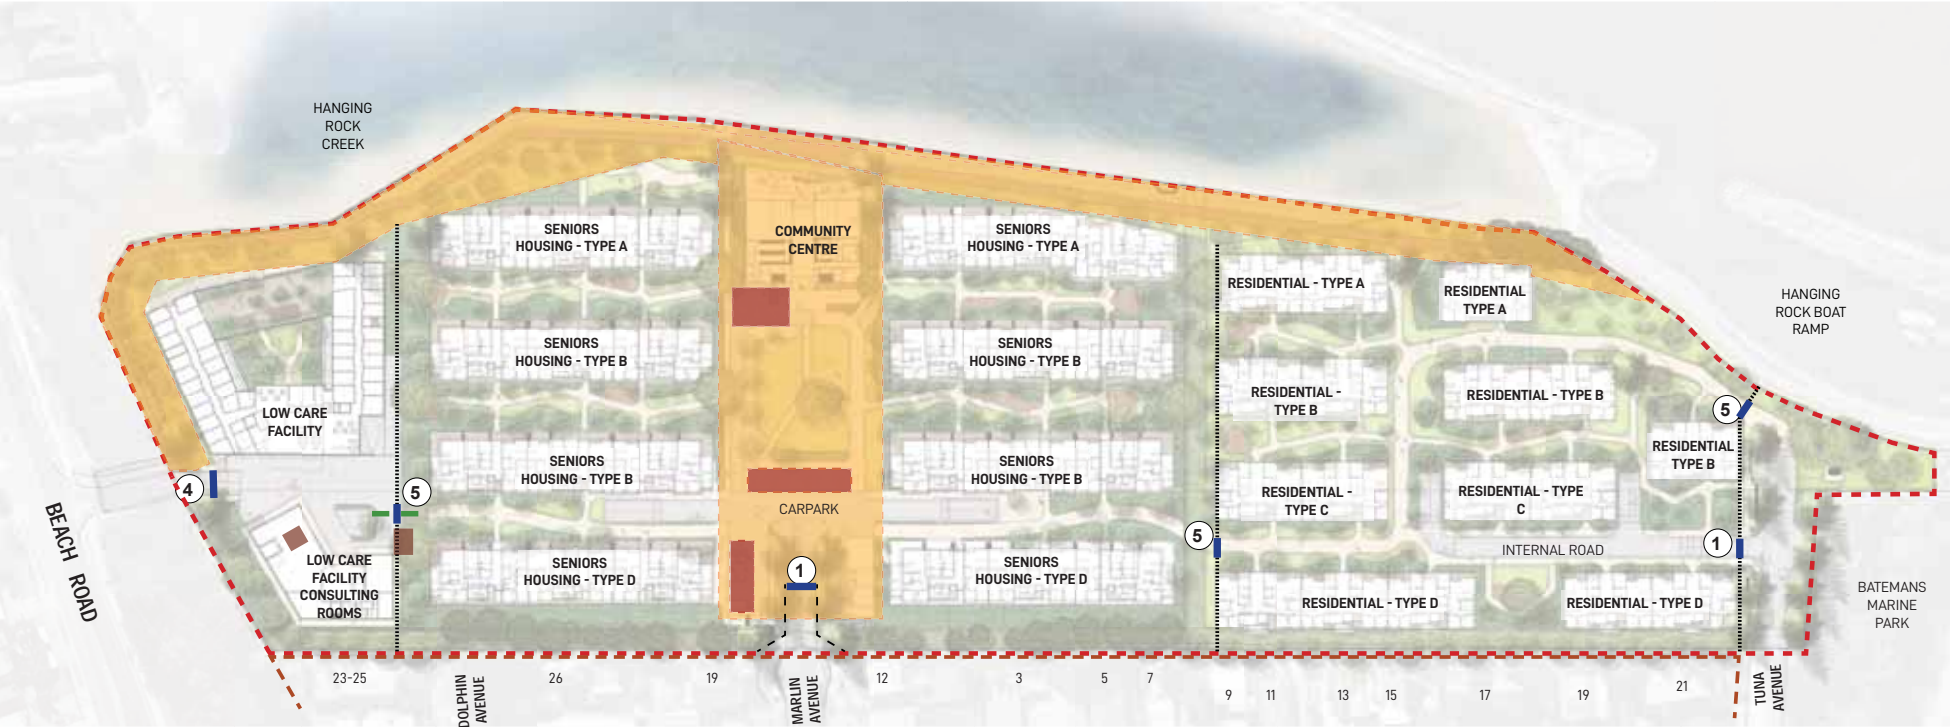 HANGING
ROCK
CREEK
SENIORS
HOUSING - TYPE A
COMMUNITY
CENTRE
SENIORS
HOUSING - TYPE A
RESIDENTIAL - TYPE A
RESIDENTIAL
TYPE A
HANGING
ROCK BOAT
RAMP
SENIORS
HOUSING - TYPE B
SENIORS
HOUSING - TYPE B
RESIDENTIAL -
TYPE B
RESIDENTIAL - TYPE B
5
LOW CARE
FACILITY
RESIDENTIAL
TYPE B
SENIORS
HOUSING - TYPE B
SENIORS
HOUSING - TYPE B
4
5
RESIDENTIAL -
TYPE C
RESIDENTIAL - TYPE
C
CARPARK
5
INTERNAL ROAD
1
BEACH ROAD
LOW CARE
FACILITY
CONSULTING
ROOMS
SENIORS
HOUSING - TYPE D
1
SENIORS
HOUSING - TYPE D
RESIDENTIAL - TYPE D
RESIDENTIAL - TYPE D
BATEMANS
MARINE
PARK
23-25
DOLPHIN
AVENUE
26
19
MARLIN
AVENUE
12
3
5
7
9
11
13
15
17
19
21
TUNA
AVENUE